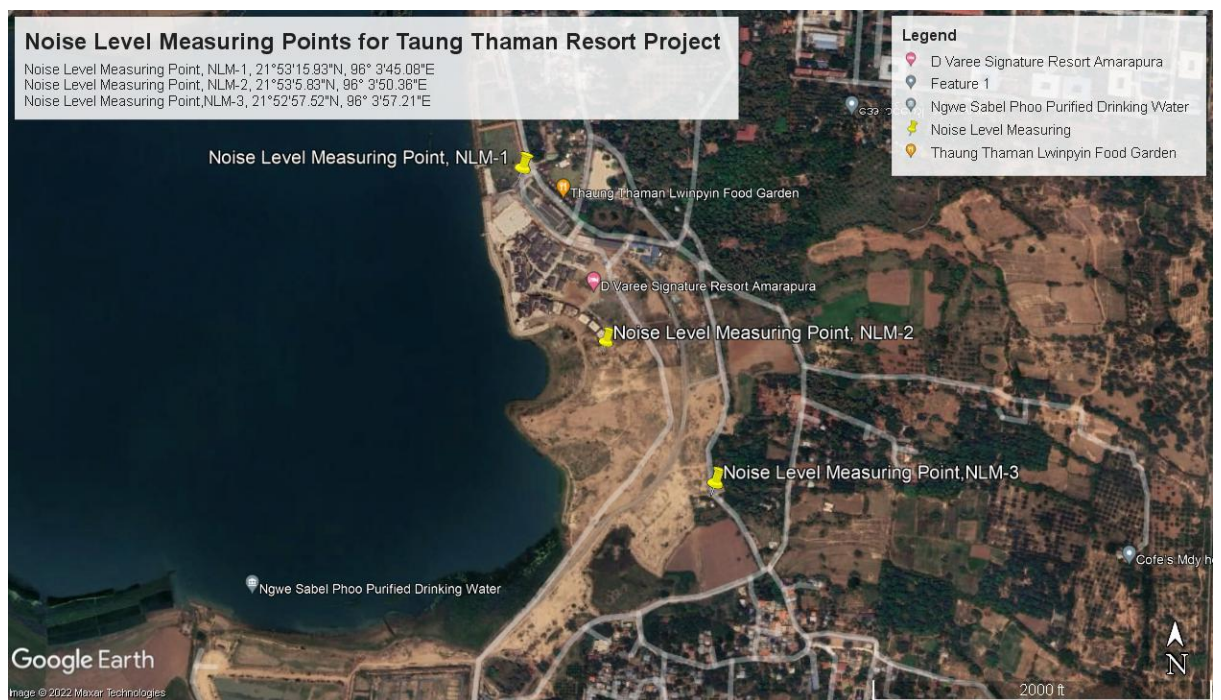 Noise Level Measuring Points for Taung Thaman Resort Project
Noise Level Measuring Point, NLM-1, 21°53'15.93"N, 96° 3'45.08"E
Noise Level Measuring Point, NLM-2, 21°53'5.83"N, 96° 3'50.36"E
Noise Level Measuring Point,NLM-3, 21°52'57.52"N, 96° 3'57.21"E
Legend
D Varee Signature Resort Amarapura
Feature 1
Ngwe Sabel Phoo Purified Drinking Water
Noise Level Measuring
Thaung Thaman Lwinpyin Food Garden
Noise Level Measuring Point, NLM-1
Thaung Thaman Lwinpyin Food Garden
D Varee Signature Resort Amarapura
Noise Level Measuring Point, NLM-2
Noise Level Measuring Point,NLM-3
Cofe's Mdy h
Ngwe Sabel Phoo Purified Drinking Water
Google Earth
Image © 2022 Maxar Technologies
N
2000 ft